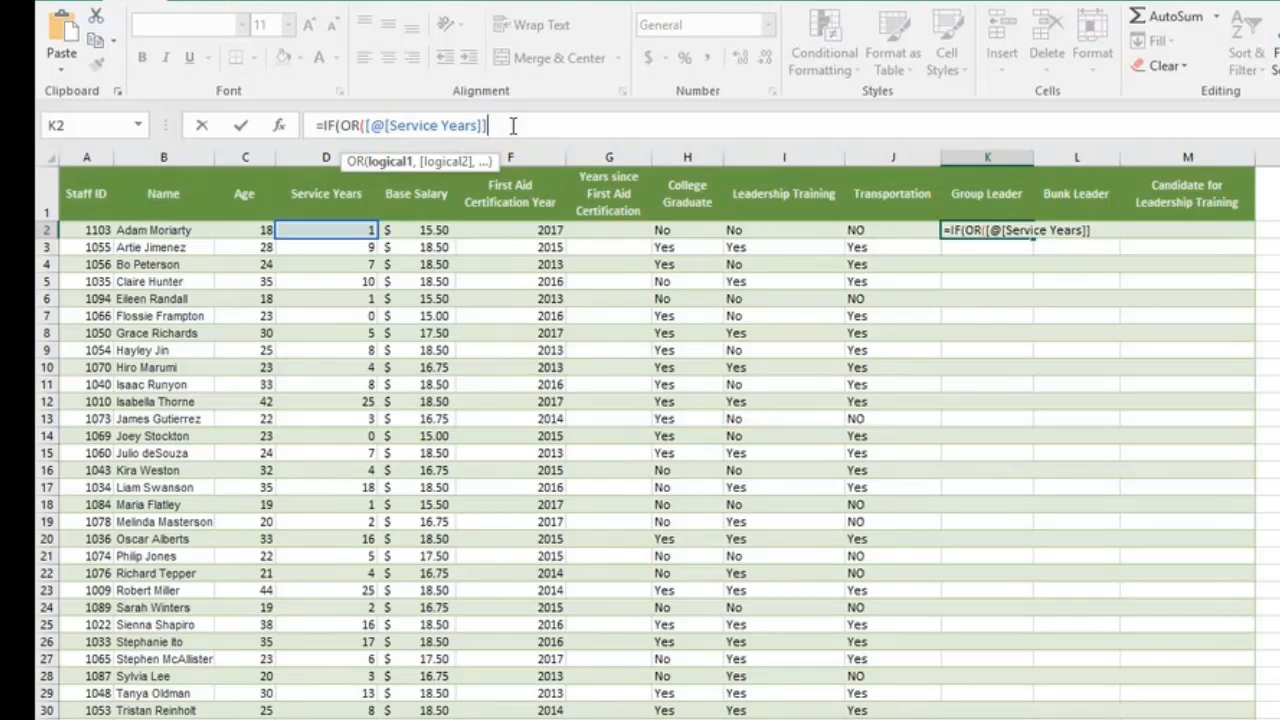 11 A A Wrap Text General AutoSum
Paste B I U A Merge & Center $ % , Conditional Formatting Format as Table Cell Styles Insert Delete Format Fill Clear Sort & Filter
Clipboard Font Alignment Number Styles Cells Editing
K2 fx =IF(OR([@[Service Years]]
OR(logical1, [logical2], ...)
A B C D F G H I J K L M
1 Staff ID Name Age Service Years Base Salary First Aid Certification Year Years since First Aid Certification College Graduate Leadership Training Transportation Group Leader Bunk Leader Candidate for Leadership Training
2 1103 Adam Moriarty 18 1 $ 15.50 2017 No No NO =IF(OR([@[Service Years]]
3 1055 Artie Jimenez 28 9 $ 18.50 2015 Yes Yes Yes
4 1056 Bo Peterson 24 7 $ 18.50 2013 Yes No Yes
5 1035 Claire Hunter 35 10 $ 18.50 2016 No Yes Yes
6 1094 Eileen Randall 18 1 $ 15.50 2013 No No NO
7 1066 Flossie Frampton 23 0 $ 15.00 2016 Yes No Yes
8 1050 Grace Richards 30 5 $ 17.50 2017 Yes Yes Yes
9 1054 Hayley Jin 25 8 $ 18.50 2013 Yes No Yes
10 1070 Hiro Marumi 23 4 $ 16.75 2013 Yes Yes Yes
11 1040 Isaac Runyon 33 8 $ 18.50 2016 Yes No Yes
12 1010 Isabella Thorne 42 25 $ 18.50 2017 Yes Yes Yes
13 1073 James Gutierrez 22 3 $ 16.75 2014 Yes No NO
14 1069 Joey Stockton 23 0 $ 15.00 2015 Yes No Yes
15 1060 Julio deSouza 24 7 $ 18.50 2013 Yes Yes Yes
16 1043 Kira Weston 32 4 $ 16.75 2015 No No Yes
17 1034 Liam Swanson 35 18 $ 18.50 2016 No Yes Yes
18 1084 Maria Flatley 19 1 $ 15.50 2017 No No NO
19 1078 Melinda Masterson 20 2 $ 16.75 2017 No Yes NO
20 1036 Oscar Alberts 33 16 $ 18.50 2015 Yes Yes Yes
21 1074 Philip Jones 22 5 $ 17.50 2015 No No NO
22 1076 Richard Tepper 21 4 $ 16.75 2014 No Yes NO
23 1009 Robert Miller 44 25 $ 18.50 2014 Yes Yes Yes
24 1089 Sarah Winters 19 2 $ 16.75 2015 No No NO
25 1022 Sienna Shapiro 38 16 $ 18.50 2016 Yes Yes Yes
26 1033 Stephanie Ito 35 17 $ 18.50 2016 Yes Yes Yes
27 1065 Stephen McAllister 23 6 $ 17.50 2017 No Yes Yes
28 1087 Sylvia Lee 20 3 $ 16.75 2013 No Yes NO
29 1048 Tanya Oldman 30 13 $ 18.50 2013 Yes Yes Yes
30 1053 Tristan Reinholt 25 8 $ 18.50 2014 Yes Yes Yes